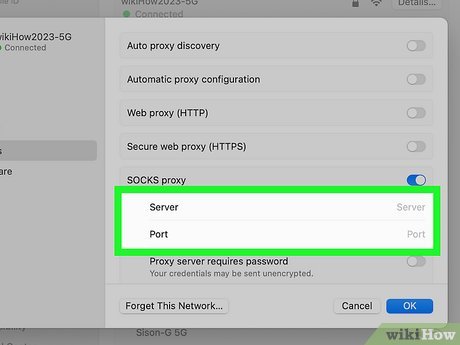 wikiHow2023-5G
Connected
wikiHow2023-5G
Connected
Details...
Auto proxy discovery
Automatic proxy configuration
Web proxy (HTTP)
Secure web proxy (HTTPS)
SOCKS proxy
Server
Server
Port
Port
Proxy server requires password
Your credentials may be sent unencrypted.
Forget This Network...
Cancel
OK
Sison-G 5G
wikiHow